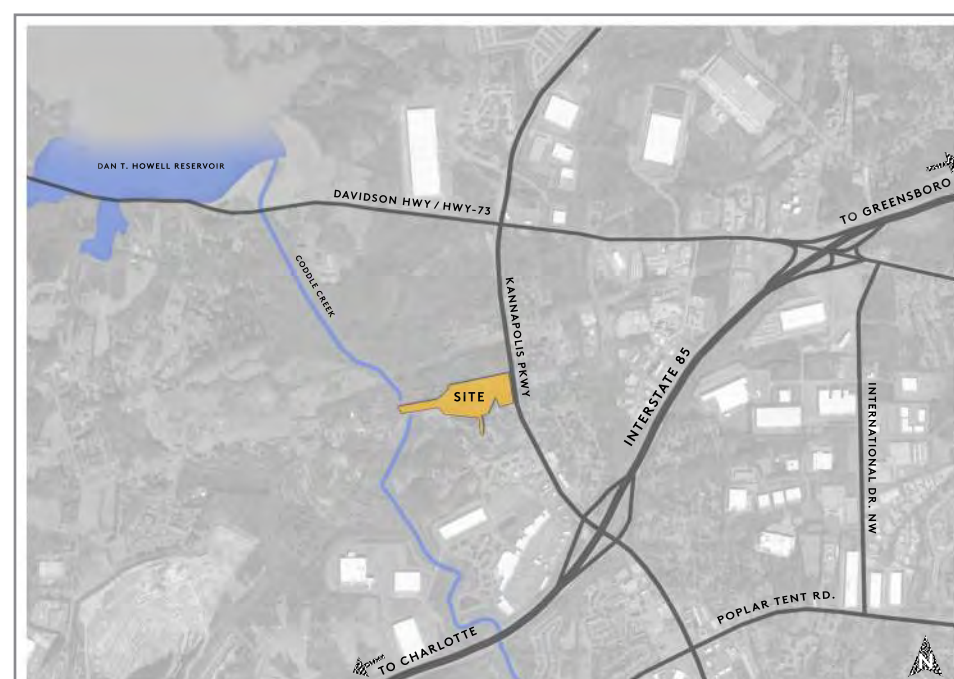 DAN T. HOWELL RESERVOIR
DAVIDSON HWY / HWY-73
TO GREENSBORO
CODDLE CREEK
KANNAPOLIS PKWY
INTERSTATE 85
SITE
INTERNATIONAL DR. NW
POPLAR TENT RD.
TO CHARLOTTE
N